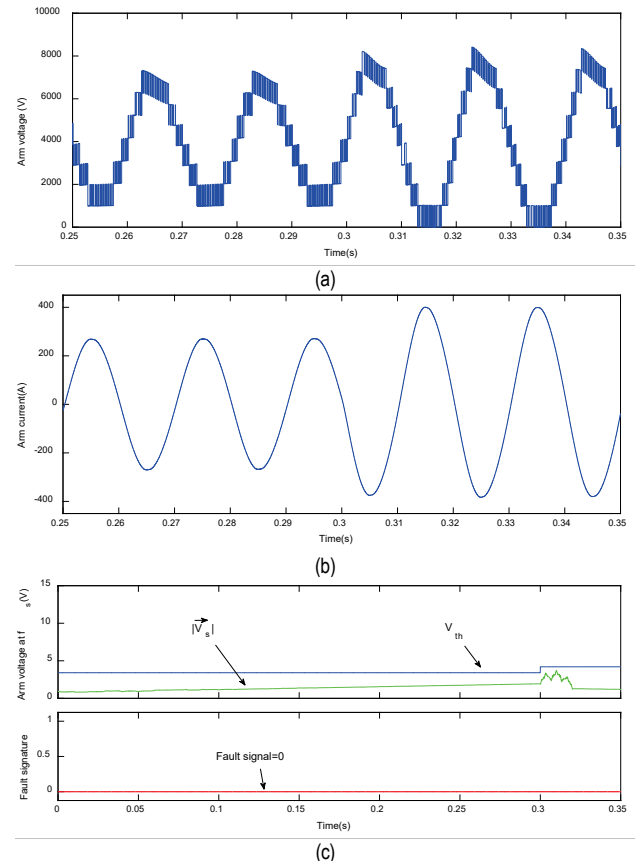 10000
8000
6000
4000
2000
0
Arm voltage (V)
0.25 0.26 0.27 0.28 0.29 0.3 0.31 0.32 0.33 0.34 0.35
Time(s)
(a)
400
200
0
-200
-400
Arm current(A)
0.25 0.26 0.27 0.28 0.29 0.3 0.31 0.32 0.33 0.34 0.35
Time(s)
(b)
15
10
5
0
Arm voltage at f s(V)
|V s|
V th
1
0.5
0
Fault signature
Fault signal=0
0 0.05 0.1 0.15 0.2 0.25 0.3 0.35
Time(s)
(c)